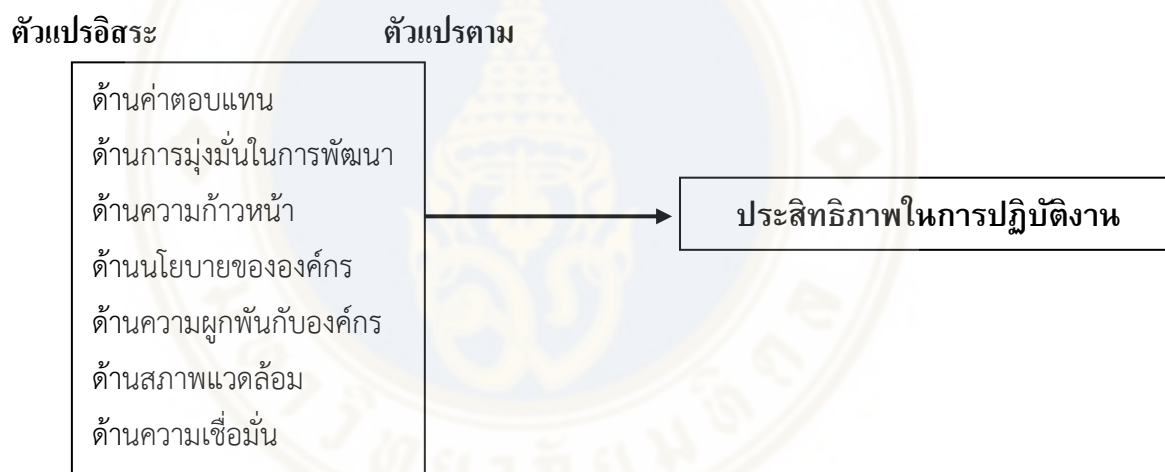 ตัวแปรอิสระ ตัวแปรตาม
ด้านค่าตอบแทน
ด้านการมุ่งมั่นในการพัฒนา
ด้านความก้าวหน้า
ด้านนโยบายขององค์กร
ด้านความผูกพันกับองค์กร
ด้านสภาพแวดล้อม
ด้านความเชื่อมั่น
ประสิทธิภาพในการปฏิบัติงาน